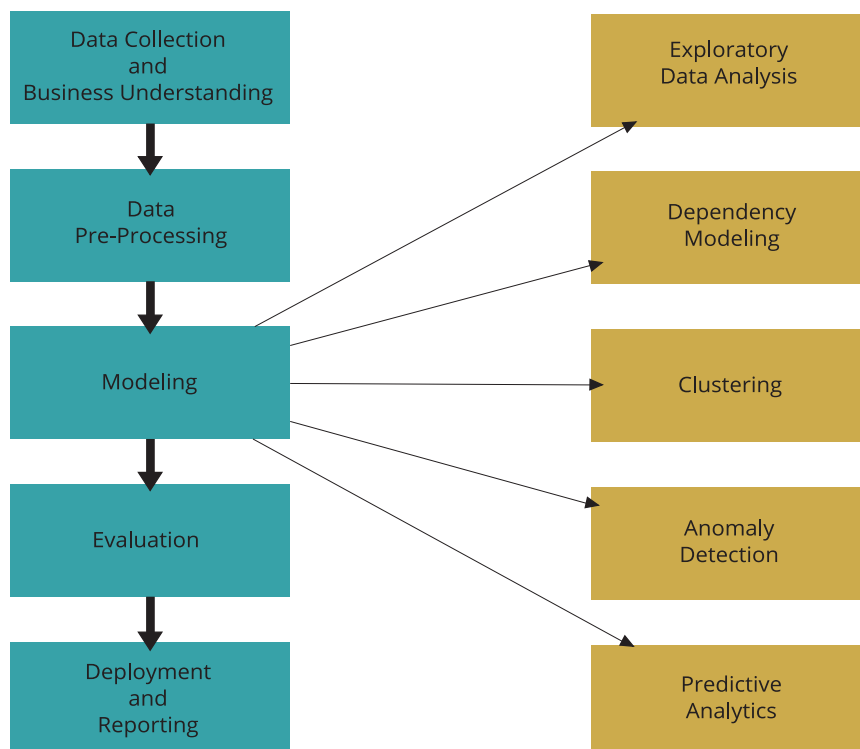 Data Collection
and
Business Understanding
Data
Pre-Processing
Modeling
Evaluation
Deployment
and
Reporting
Exploratory
Data Analysis
Dependency
Modeling
Clustering
Anomaly
Detection
Predictive
Analytics